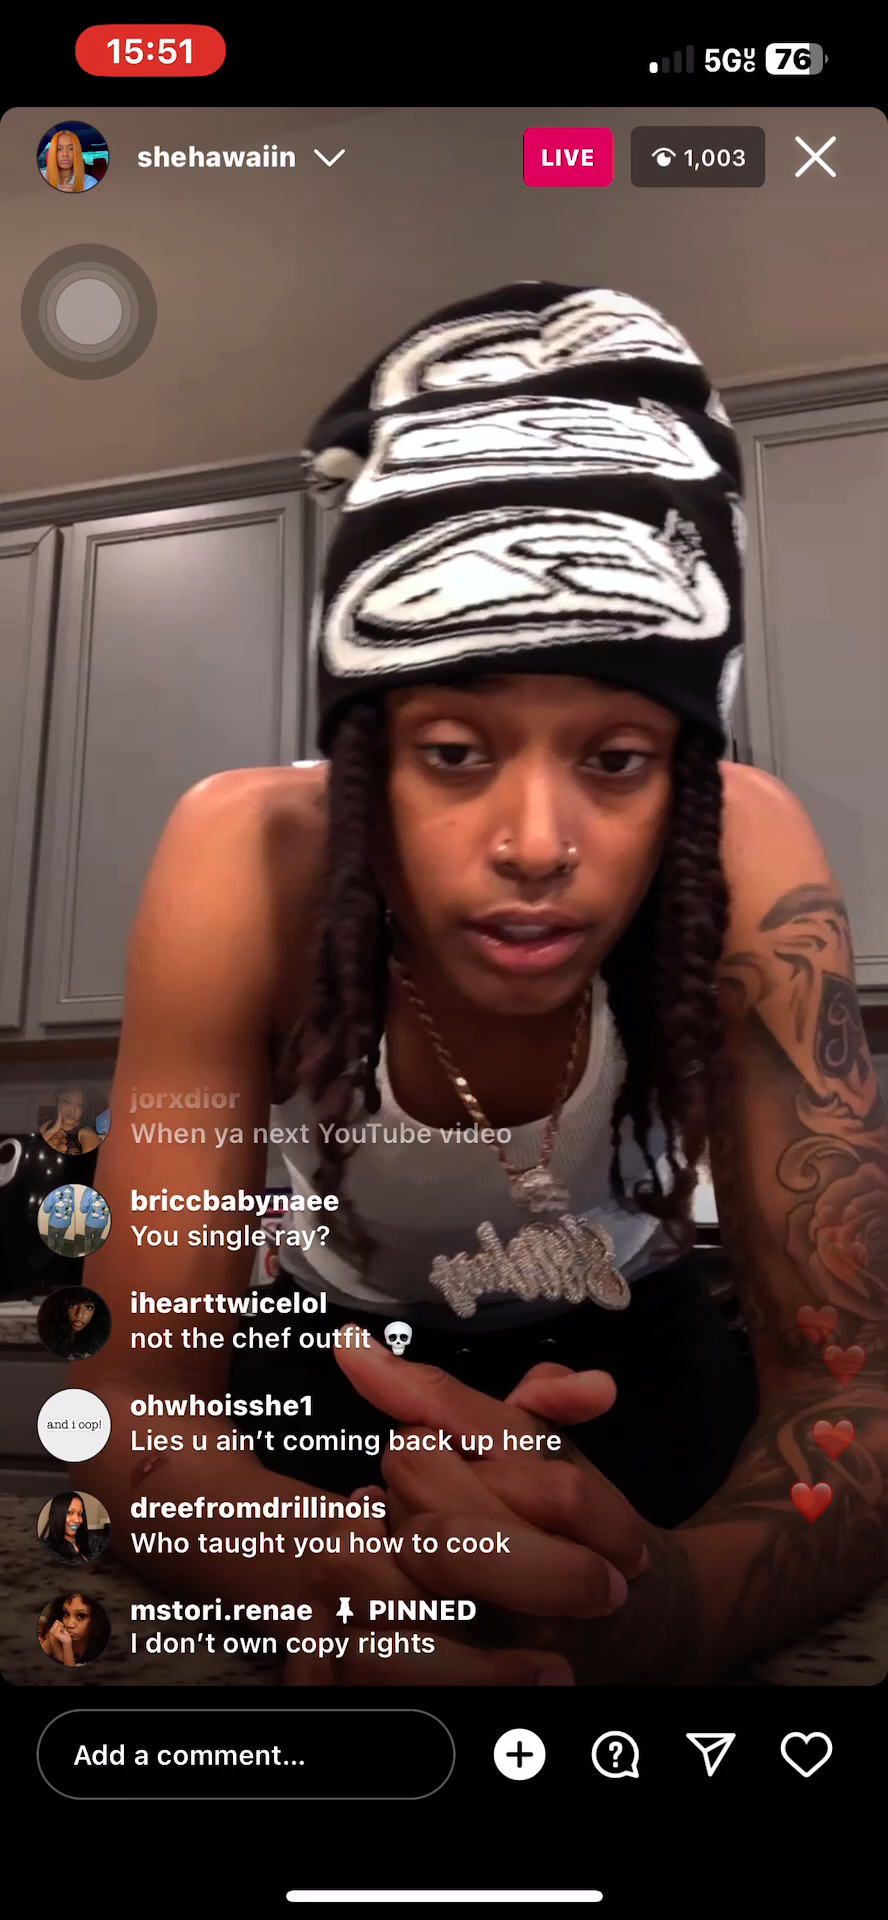 15:51
5GUC 76
shehawaiin
LIVE
1,003
jorxdior
When ya next YouTube video
briccbabynaee
You single ray?
ihearttwicelol
not the chef outfit 💀
and i oop!
ohwhoisshe1
Lies u ain’t coming back up here
dreefromdrillinois
Who taught you how to cook
mstori.renae PINNED
I don’t own copy rights
Add a comment...